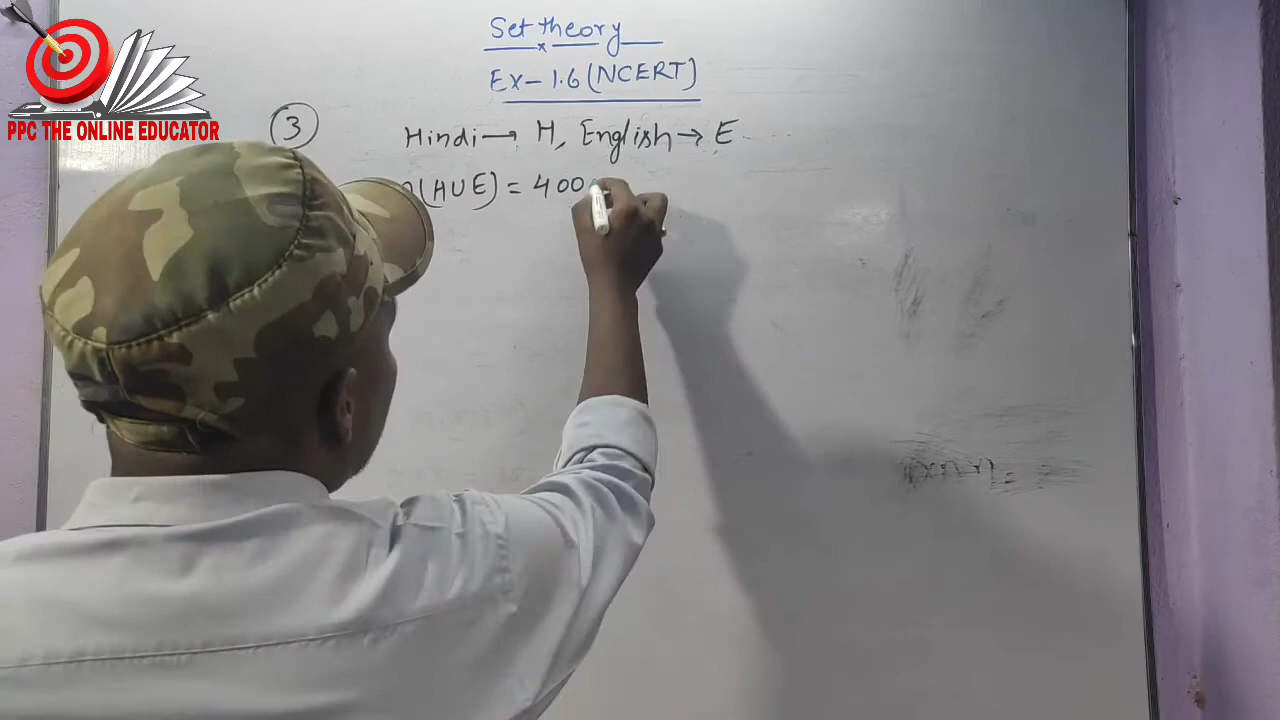 Set theory
Ex-1.6 (NCERT)
PPC THE ONLINE EDUCATOR
3
Hindi → H, English → E
(H∪E) = 400